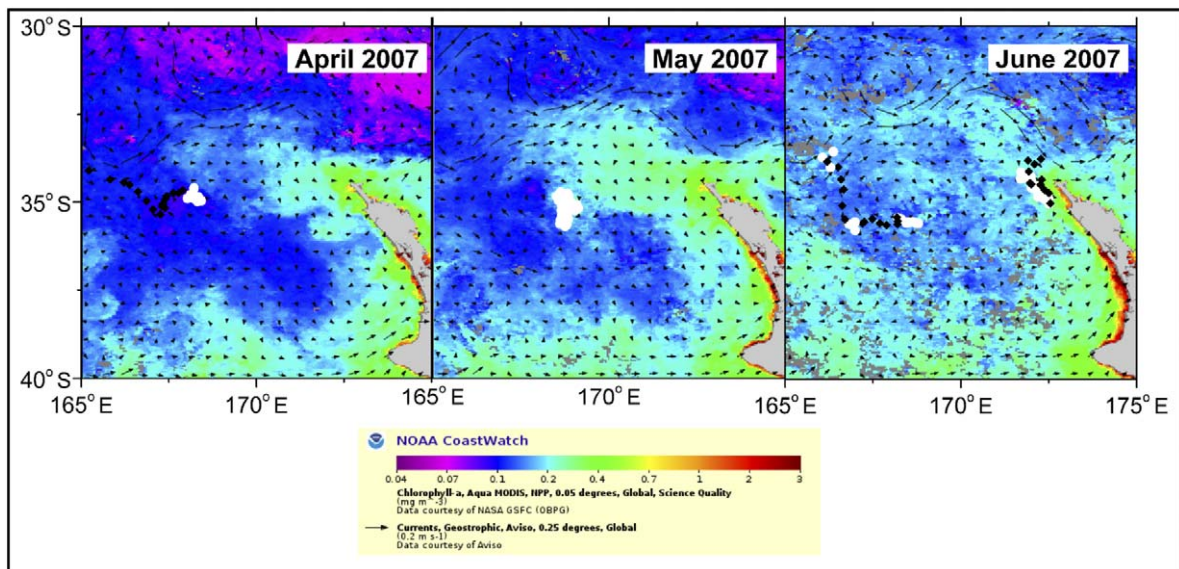 30° S
April 2007
May 2007
June 2007
35° S
40° S
165° E
170° E
165° E
170° E
165° E
170° E
175° E
NOAA CoastWatch
0.04 0.07 0.1 0.2 0.4 0.7 1 2 3
Chlorophyll-a, Aqua MODIS, NPP, 0.05 degrees, Global, Science Quality
(mg m^-3)
Data courtesy of NASA GSFC (OBPG)
Currents, Geostrophic, Aviso, 0.25 degrees, Global
(0.2 m s-1)
Data courtesy of Aviso